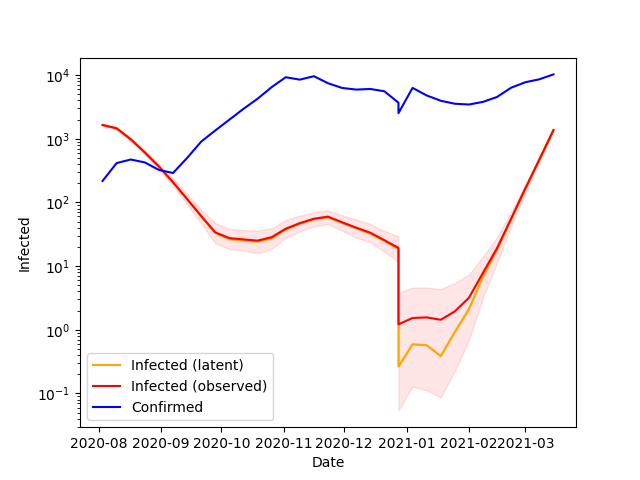 Infected
10⁴
10³
10²
10¹
10⁰
10⁻¹
Infected (latent)
Infected (observed)
Confirmed
2020-08 2020-09 2020-10 2020-11 2020-12 2021-01 2021-02 2021-03
Date